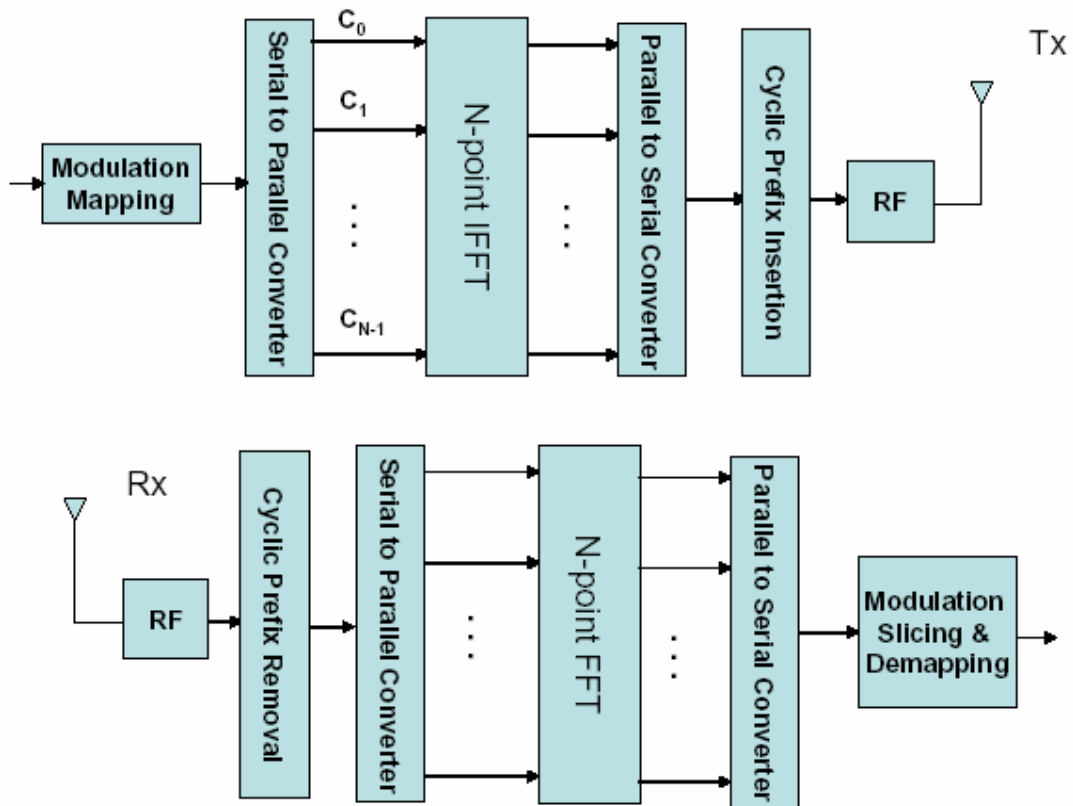 Tx
Modulation
Mapping
Serial to Parallel Converter
C0
C1
...
CN-1
N-point IFFT
...
Parallel to Serial Converter
Cyclic Prefix Insertion
RF
Rx
RF
Cyclic Prefix Removal
Serial to Parallel Converter
...
N-point FFT
...
Parallel to Serial Converter
Modulation
Slicing &
Demapping